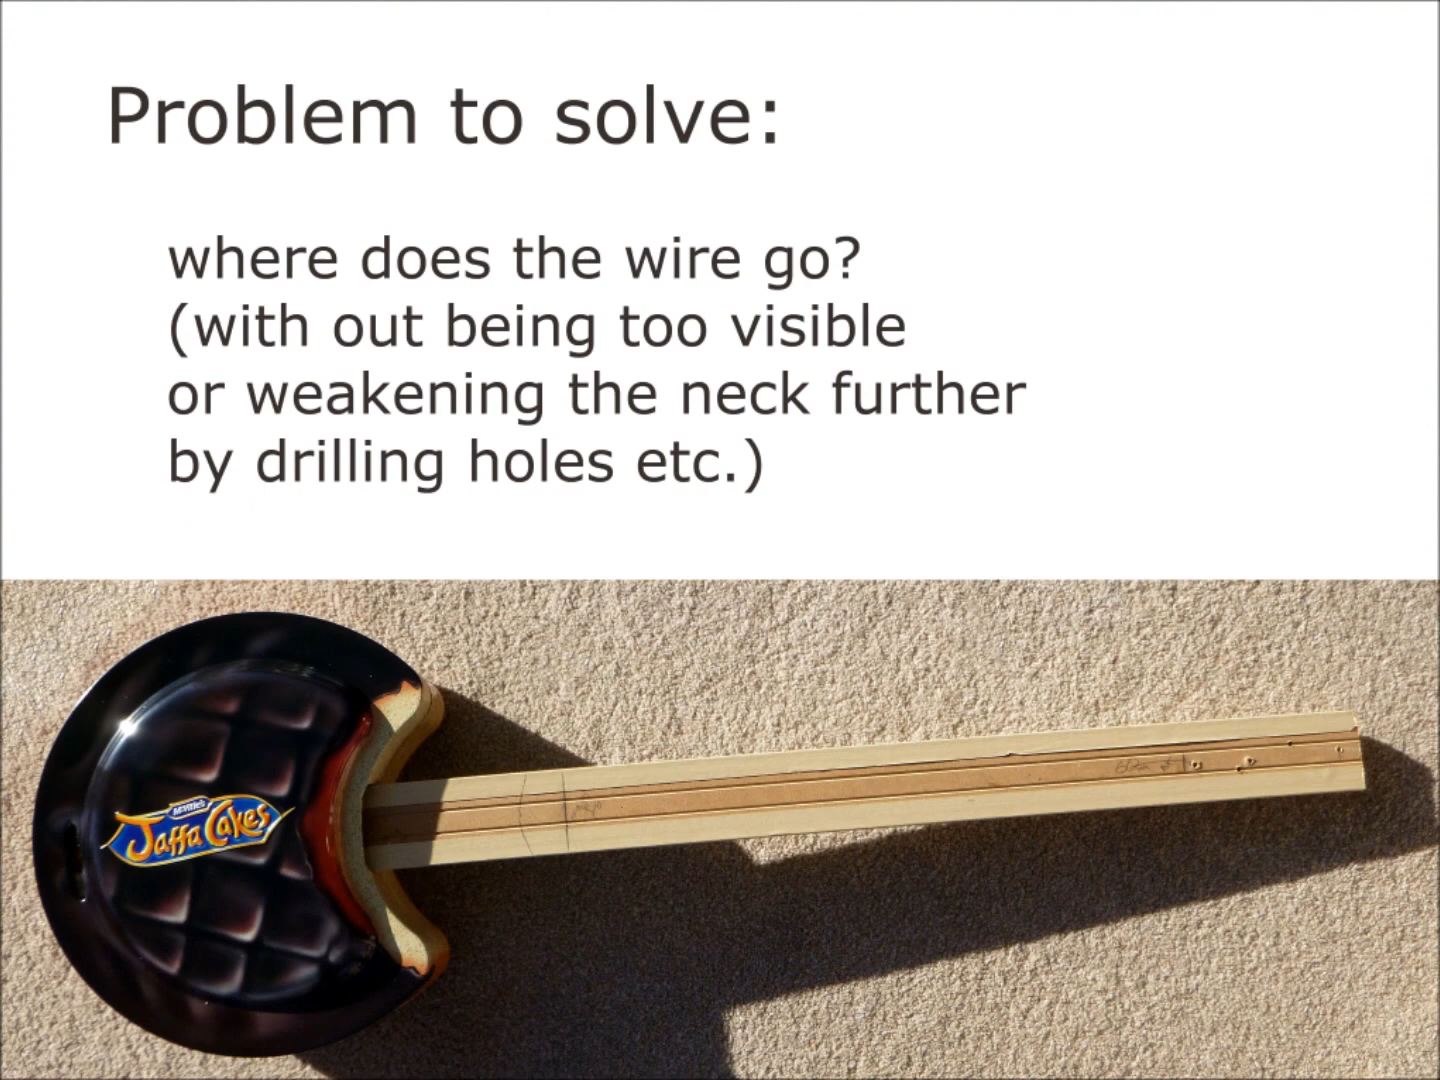 Problem to solve:
where does the wire go?
(with out being too visible
or weakening the neck further
by drilling holes etc.)
McVitie's
Jaffa Cakes